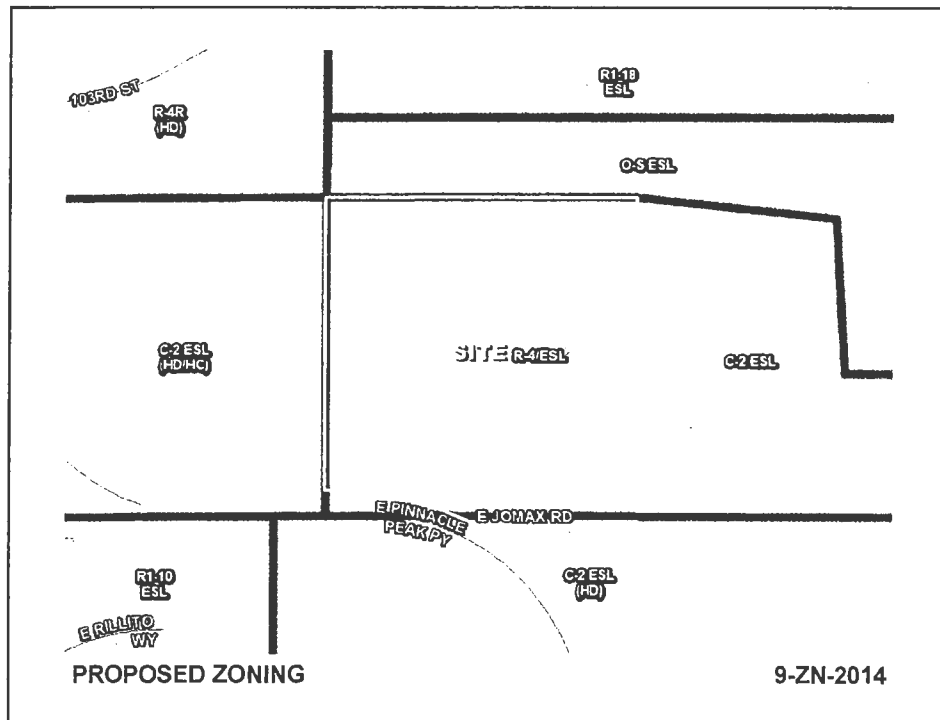 103RD ST
R-4R
(HD)
R1-18
ESL
O-S ESL
C-2 ESL
(HD/HC)
SITE R-4/ESL
C-2 ESL
E PINNACLE
PEAK PY
E JOMAX RD
R1-10
ESL
C-2 ESL
(HD)
E RILLITO
WY
PROPOSED ZONING
9-ZN-2014